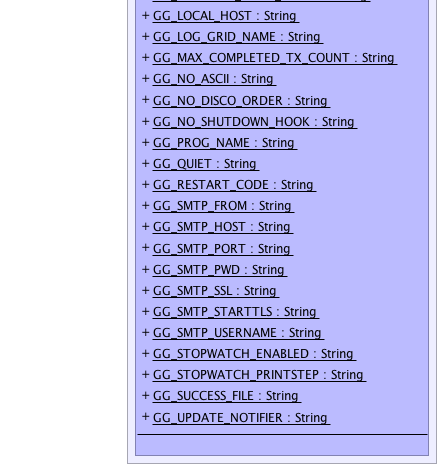 + GG_LOCAL_HOST : String
+ GG_LOG_GRID_NAME : String
+ GG_MAX_COMPLETED_TX_COUNT : String
+ GG_NO_ASCII : String
+ GG_NO_DISCO_ORDER : String
+ GG_NO_SHUTDOWN_HOOK : String
+ GG_PROG_NAME : String
+ GG_QUIET : String
+ GG_RESTART_CODE : String
+ GG_SMTP_FROM : String
+ GG_SMTP_HOST : String
+ GG_SMTP_PORT : String
+ GG_SMTP_PWD : String
+ GG_SMTP_SSL : String
+ GG_SMTP_STARTTLS : String
+ GG_SMTP_USERNAME : String
+ GG_STOPWATCH_ENABLED : String
+ GG_STOPWATCH_PRINTSTEP : String
+ GG_SUCCESS_FILE : String
+ GG_UPDATE_NOTIFIER : String